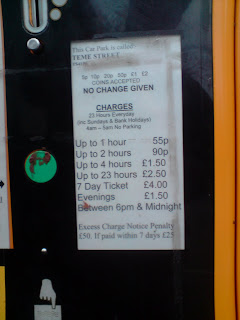 This Car Park is called:
TEME STREET
5p 10p 20p 50p £1 £2
COINS ACCEPTED
NO CHANGE GIVEN
CHARGES
23 Hours Everyday
(inc Sundays & Bank Holidays)
4am – 5am No Parking
Up to 1 hour 55p
Up to 2 hours 90p
Up to 4 hours £1.50
Up to 23 hours £2.50
7 Day Ticket £4.00
Evenings £1.50
Between 6pm & Midnight
Excess Charge Notice Penalty
£50. If paid within 7 days £25